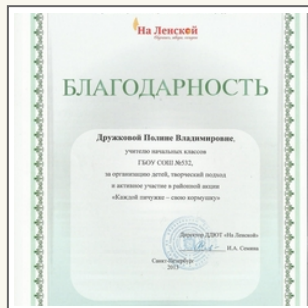 На Ленской
БЛАГОДАРНОСТЬ
Дружковой Полине Владимировне,
учителю начальных классов
ГБОУ СОШ №532,
за организацию детей, творческий подход
и активное участие в районной акции
«Каждой пичужке – свою кормушку»
Директор ДДЮТ «На Ленской»
И.А. Семина
Санкт-Петербург
2013